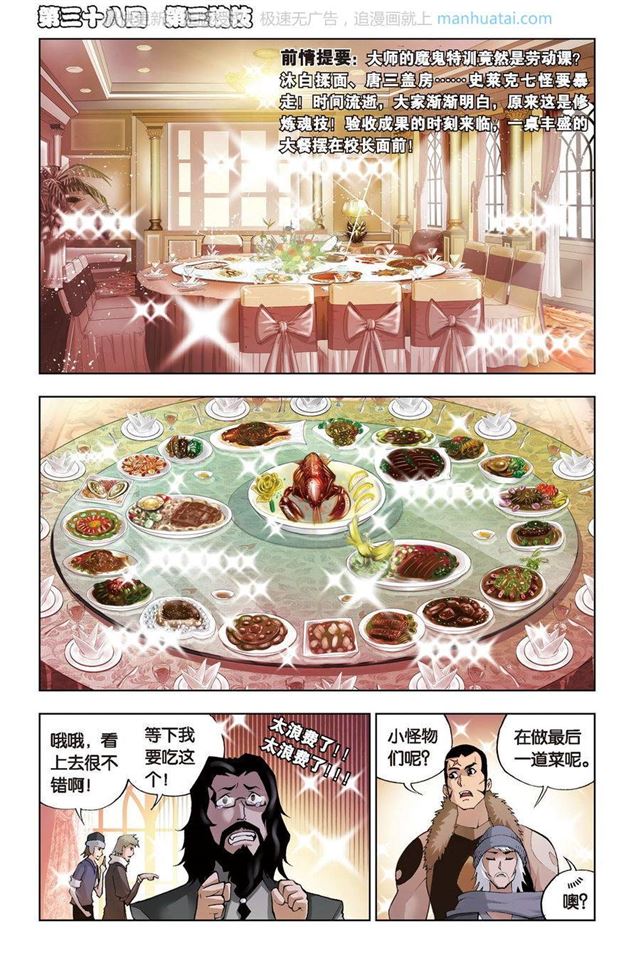 第三十八回 第三魂技
极速无广告，追漫画就上 manhuatai.com
前情提要：大师的魔鬼特训竟然是劳动课？
沐白揉面、唐三盖房……史莱克七怪要暴
走！时间流逝，大家渐渐明白，原来这是修
炼魂技！验收成果的时刻来临，一桌丰盛的
大餐摆在校长面前！
哦哦，看
上去很不
错啊！
等下我
要吃这
个！
太浪费了！！
太浪费了！！！
小怪物
们呢？
在做最后
一道菜呢。
噢？